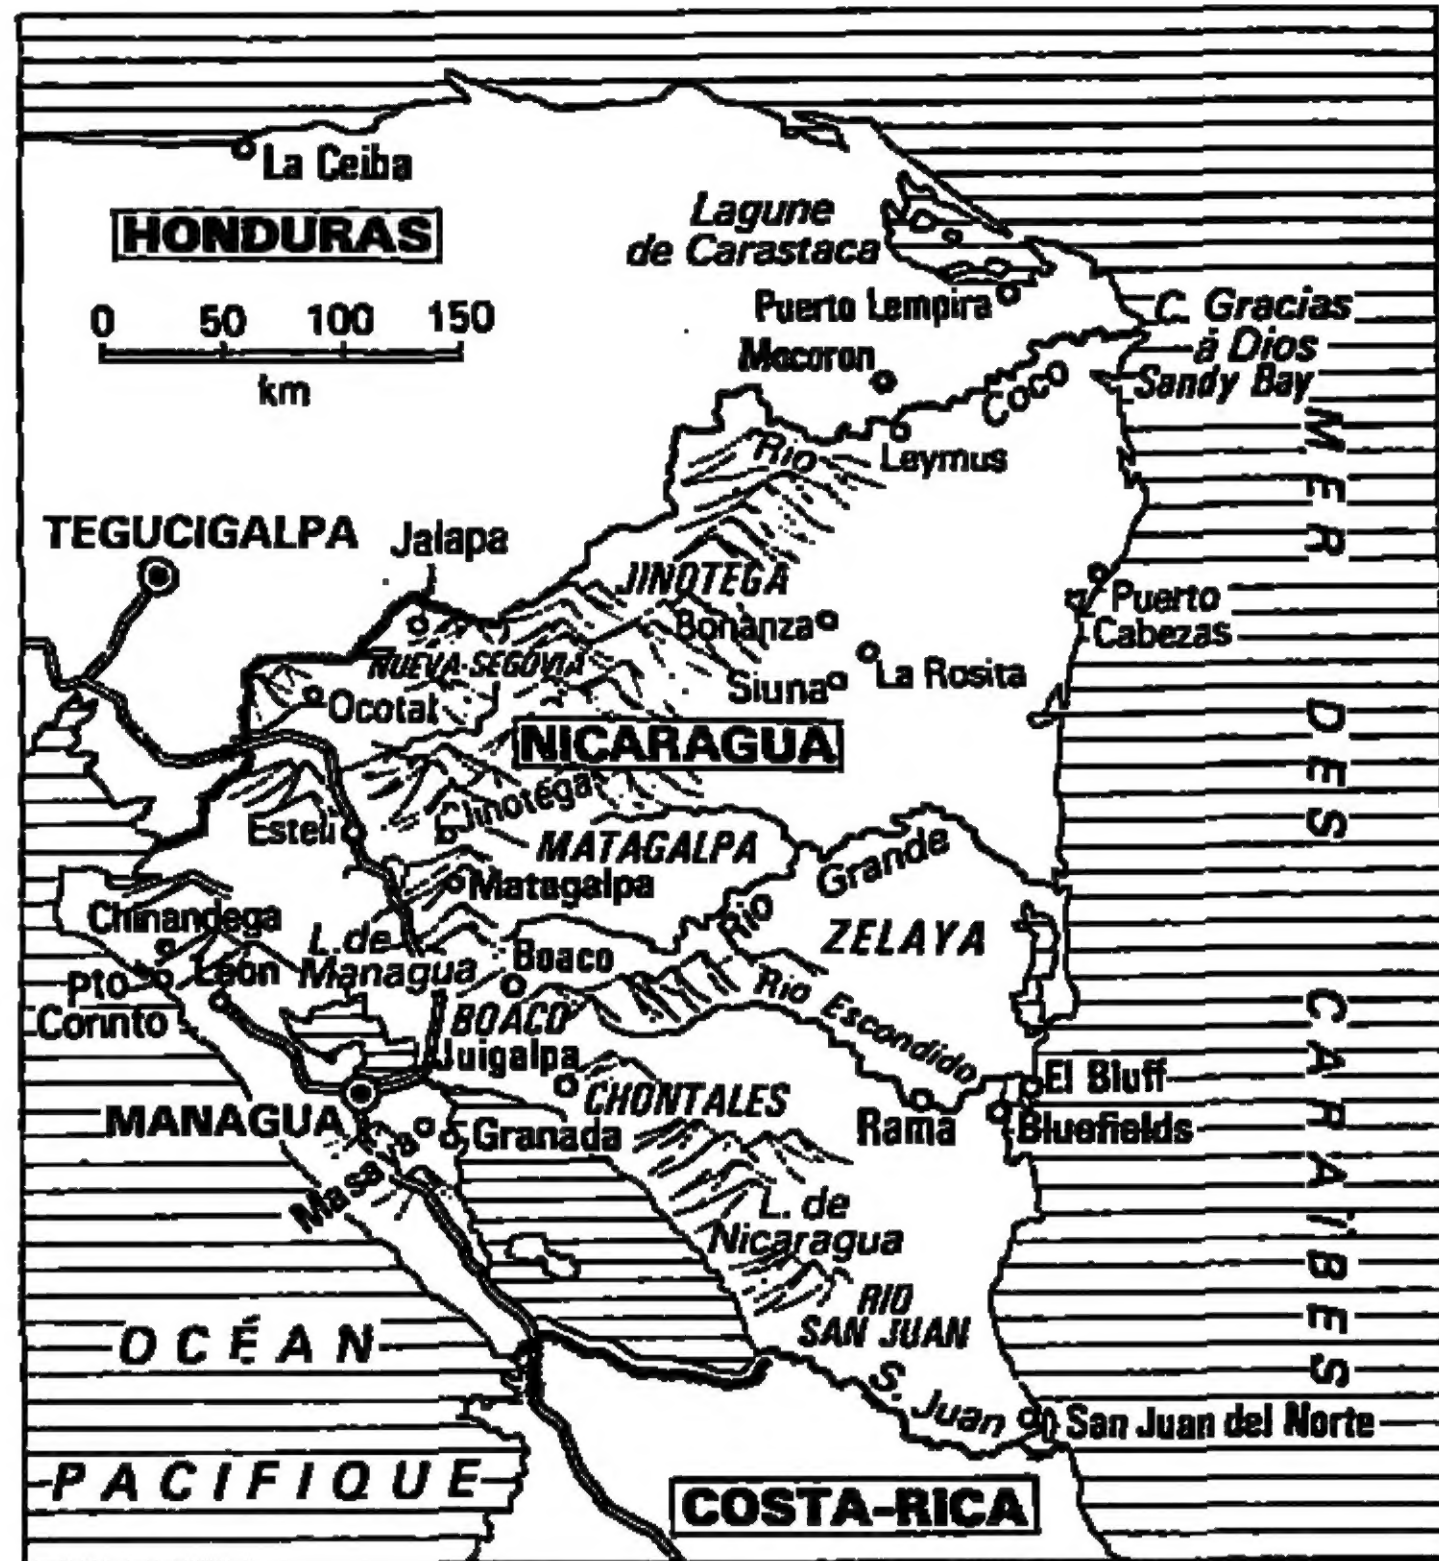 La Ceiba
HONDURAS
0 50 100 150
km
Lagune
de Carastaca
Puerto Lempira
C. Gracias
à Dios
Sandy Bay
Mocoron
Coco
Rio
Leymus
TEGUCIGALPA
Jalapa
JINOTEGA
Bonanza
Puerto
Cabezas
NUEVA-SEGOVIA
La Rosita
Siuna
Ocotal
NICARAGUA
Jinotéga
Esteli
MATAGALPA
Grande
Matagalpa
Rio
Chinandega
ZELAYA
L. de
Managua
Boaco
León
Pto
Corinto
Rio Escondido
BOACO
Juigalpa
El Bluff
CHONTALES
MANAGUA
Granada
Rama
Bluefields
Masaya
L. de
Nicaragua
RIO
SAN JUAN
OCÉAN
PACIFIQUE
S. Juan
San Juan del Norte
COSTA-RICA
MER DES CARAÏBES